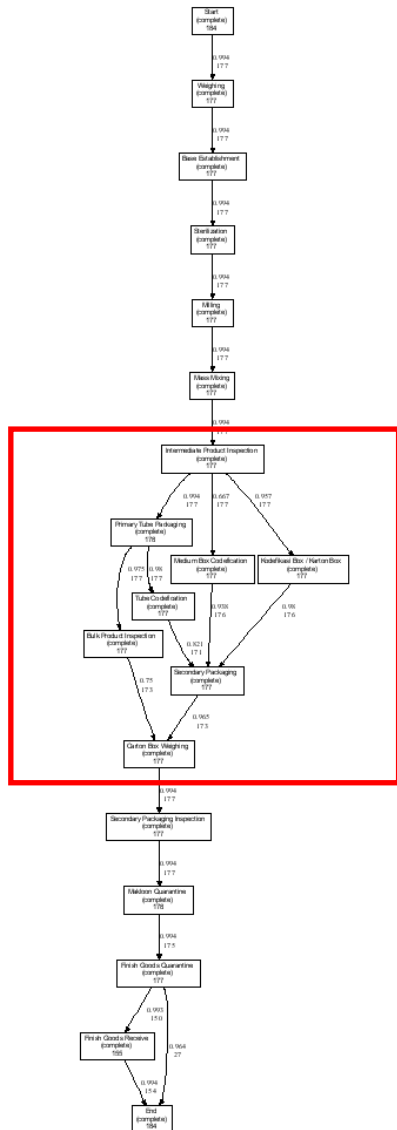 Start
(complete)
184
0.994
177
Weighing
(complete)
177
0.994
177
Base Establishment
(complete)
177
0.994
177
Sterilization
(complete)
177
0.994
177
Milling
(complete)
177
0.994
177
Mass Mixing
(complete)
177
0.994
177
Intermediate Product Inspection
(complete)
177
0.994
177
0.667
177
0.957
177
Primary Tube Packaging
(complete)
178
0.975
177
0.98
177
Medium Box Codefication
(complete)
177
Kodefikasi Box / Karton Box
(complete)
177
Tube Codefication
(complete)
177
0.938
176
0.98
176
Bulk Product Inspection
(complete)
177
0.821
171
Secondary Packaging
(complete)
177
0.75
173
0.965
173
Carton Box Weighing
(complete)
177
0.994
177
Secondary Packaging Inspection
(complete)
177
0.994
177
Makloon Quarantine
(complete)
178
0.994
175
Finish Goods Quarantine
(complete)
177
0.993
150
0.964
27
Finish Goods Receive
(complete)
155
0.994
154
End
(complete)
184